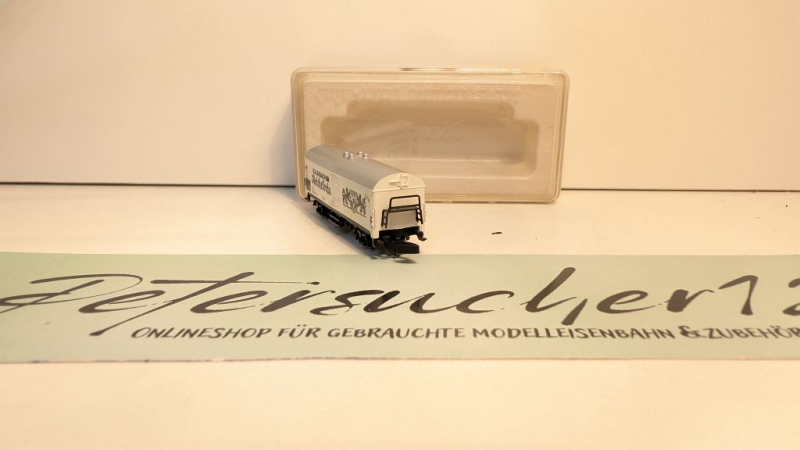 Petersucher12
ONLINESHOP FÜR GEBRAUCHTE MODELLEISENBAHN & ZUBEHÖR